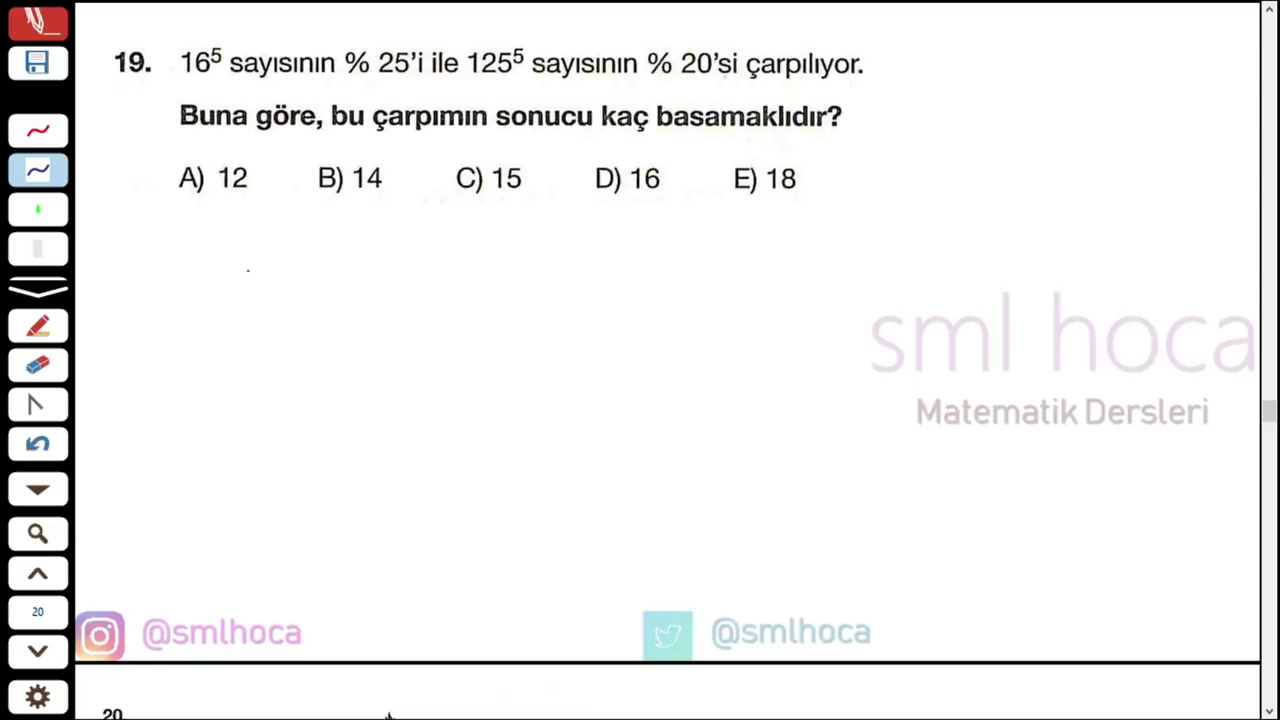 19. 16⁵ sayısının % 25'i ile 125⁵ sayısının % 20'si çarpılıyor.
Buna göre, bu çarpımın sonucu kaç basamaklıdır?
A) 12 B) 14 C) 15 D) 16 E) 18
sml hoca
Matematik Dersleri
20
@smlhoca @smlhoca
20